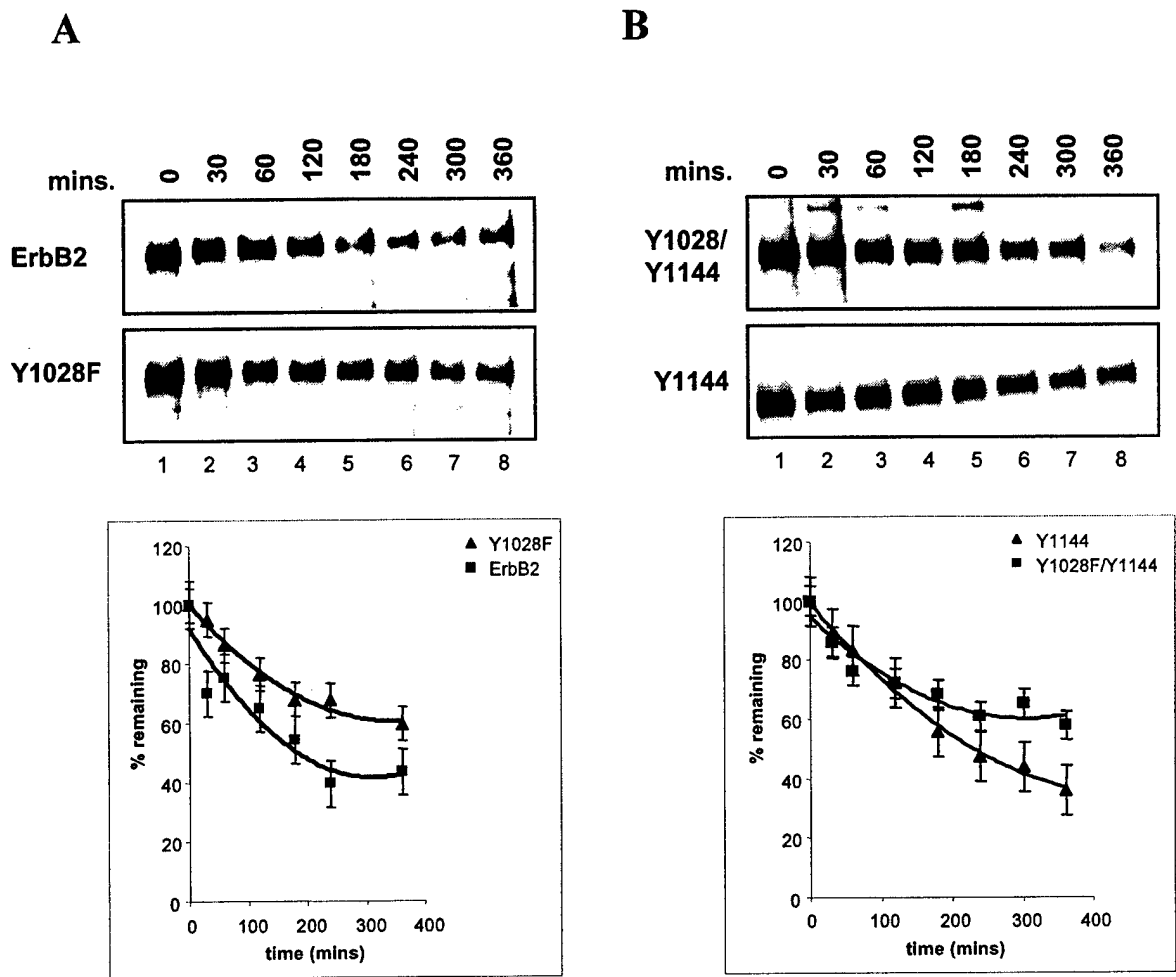 A
mins. 0 30 60 120 180 240 300 360
ErbB2
Y1028F
1 2 3 4 5 6 7 8
120
100
80
60
40
20
0
% remaining
0 100 200 300 400
time (mins)
Y1028F
ErbB2
B
mins. 0 30 60 120 180 240 300 360
Y1028/
Y1144
Y1144
1 2 3 4 5 6 7 8
120
100
80
60
40
20
0
% remaining
0 100 200 300 400
time (mins)
Y1144
Y1028F/Y1144